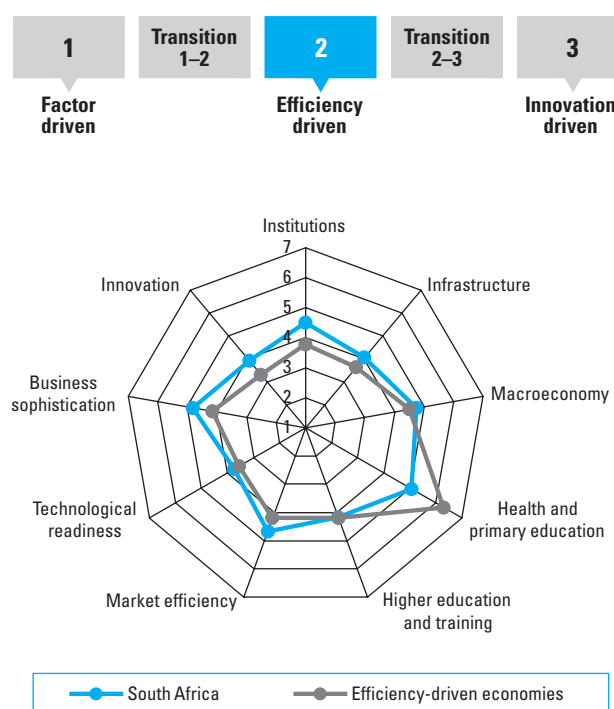 1
Transition
1–2
2
Transition
2–3
3
Factor
driven
Efficiency
driven
Innovation
driven
Institutions
7
6
5
4
3
2
1
Infrastructure
Macroeconomy
Health and
primary education
Higher education
and training
Market efficiency
Technological
readiness
Business
sophistication
Innovation
South Africa
Efficiency-driven economies